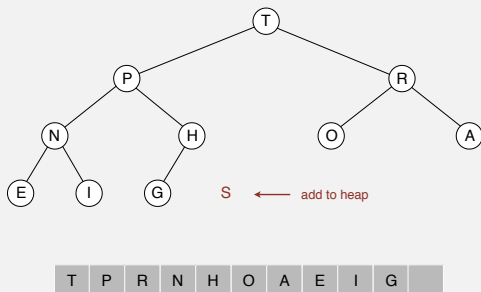 T
P R
N H O A
E I G S add to heap
T P R N H O A E I G